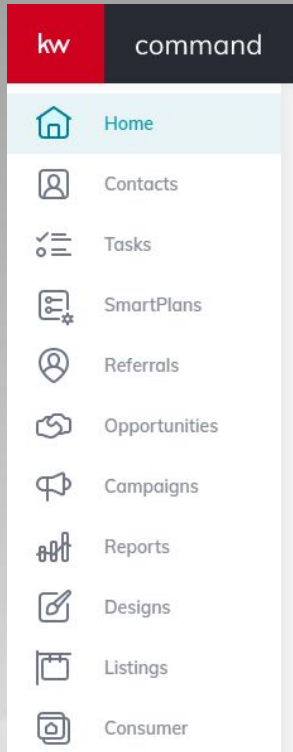 kw command
Home
Contacts
Tasks
SmartPlans
Referrals
Opportunities
Campaigns
Reports
Designs
Listings
Consumer